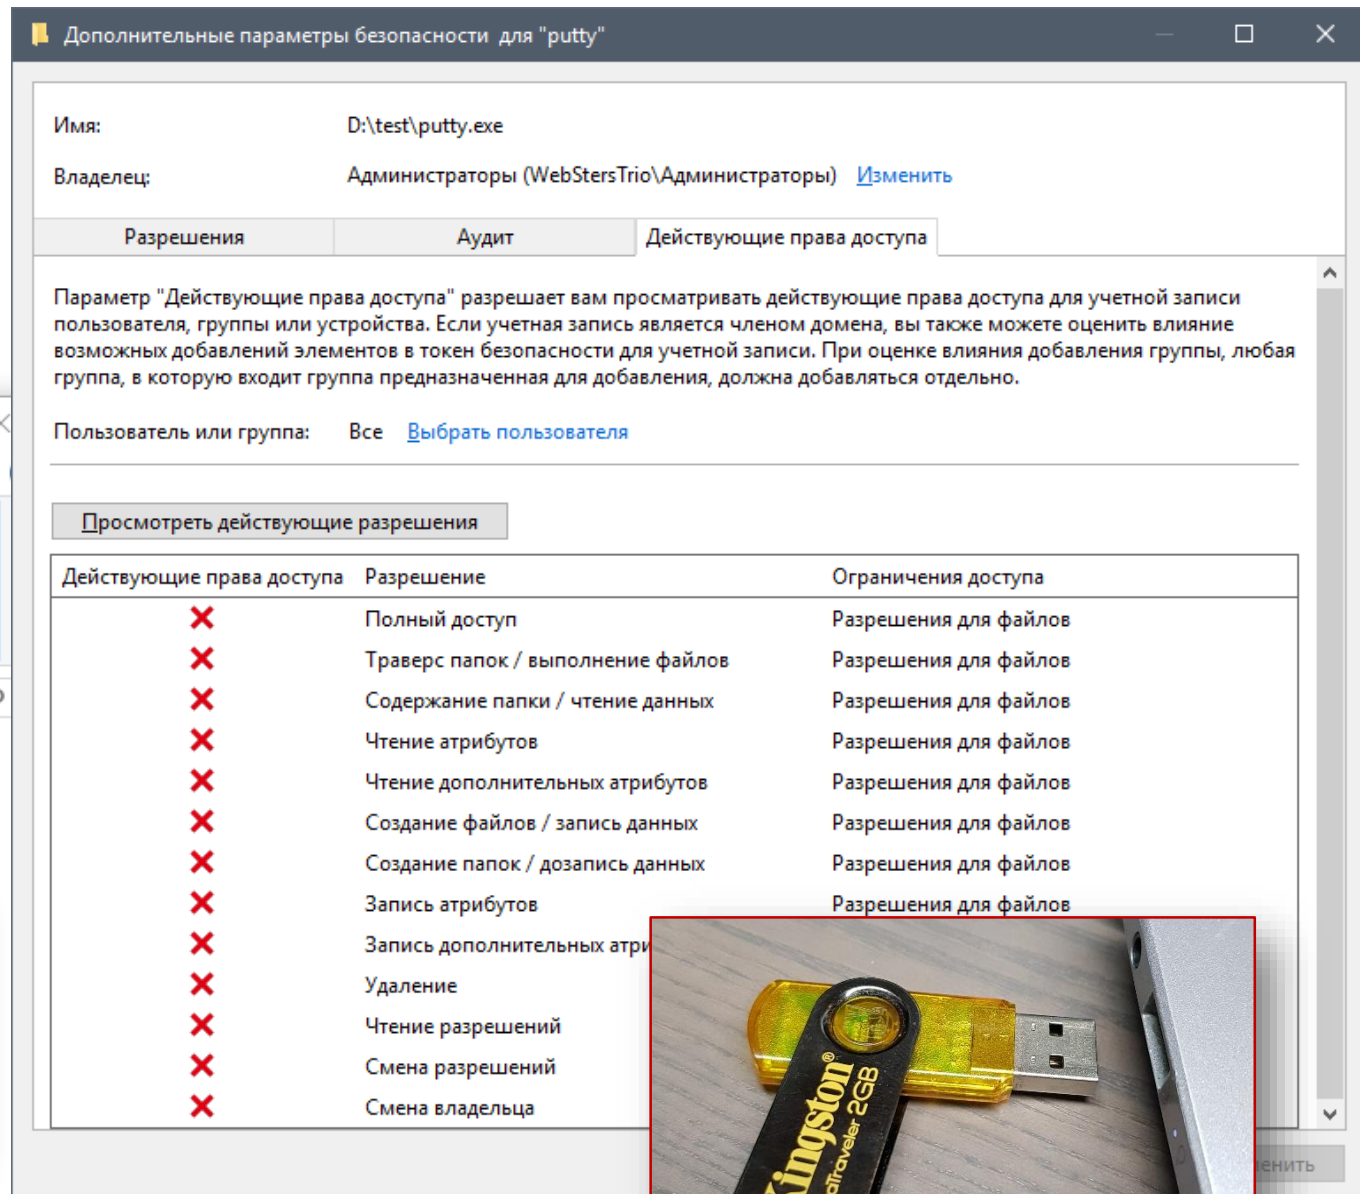 Дополнительные параметры безопасности для "putty"
Имя: D:\test\putty.exe
Владелец: Администраторы (WebStersTrio\Администраторы) Изменить
Разрешения Аудит Действующие права доступа
Параметр "Действующие права доступа" разрешает вам просматривать действующие права доступа для учетной записи
пользователя, группы или устройства. Если учетная запись является членом домена, вы также можете оценить влияние
возможных добавлений элементов в токен безопасности для учетной записи. При оценке влияния добавления группы, любая
группа, в которую входит группа предназначенная для добавления, должна добавляться отдельно.
Пользователь или группа: Все Выбрать пользователя
Просмотреть действующие разрешения
Действующие права доступа Разрешение Ограничения доступа
Полный доступ Разрешения для файлов
Траверс папок / выполнение файлов Разрешения для файлов
Содержание папки / чтение данных Разрешения для файлов
Чтение атрибутов Разрешения для файлов
Чтение дополнительных атрибутов Разрешения для файлов
Создание файлов / запись данных Разрешения для файлов
Создание папок / дозапись данных Разрешения для файлов
Запись атрибутов Разрешения для файлов
Запись дополнительных
Удаление
Чтение разрешений
Смена разрешений
Смена владельца
Kingston®
2GB